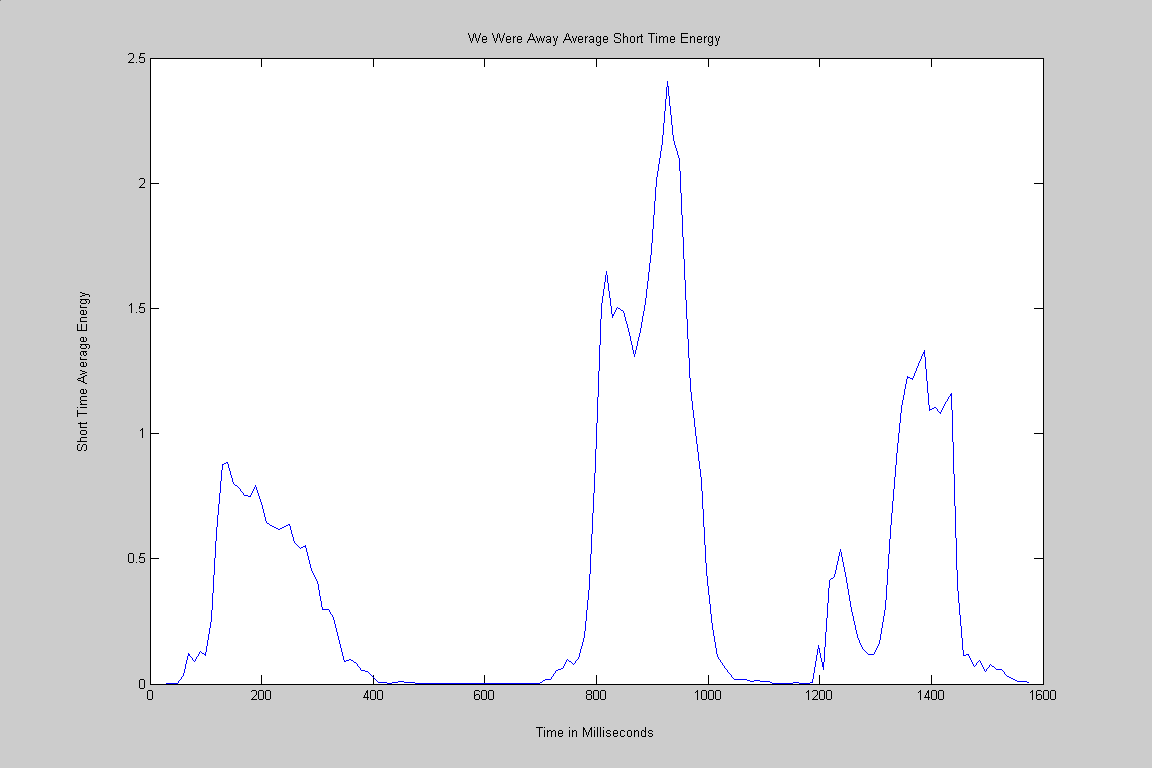 We Were Away Average Short Time Energy
2.5
2
1.5
1
0.5
0
Short Time Average Energy
0 200 400 600 800 1000 1200 1400 1600
Time in Milliseconds